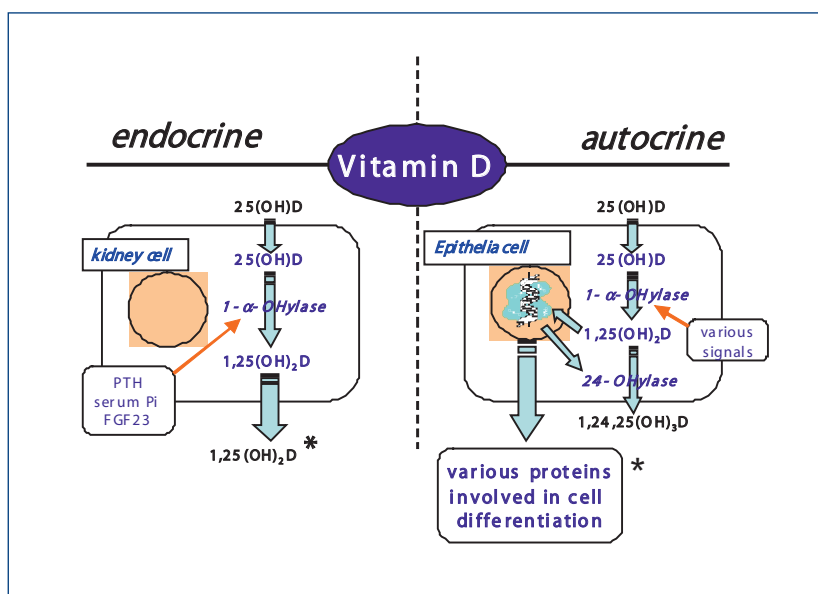 endocrine
Vitamin D
autocrine
25(OH)D
kidney cell
25(OH)D
1-α-OHylase
1,25(OH)₂D
PTH
serum Pi
FGF23
1,25(OH)₂D *
25(OH)D
Epithelia cell
25(OH)D
1-α-OHylase
1,25(OH)₂D
various
signals
24-OHylase
1,24,25(OH)₃D
various proteins *
involved in cell
differentiation